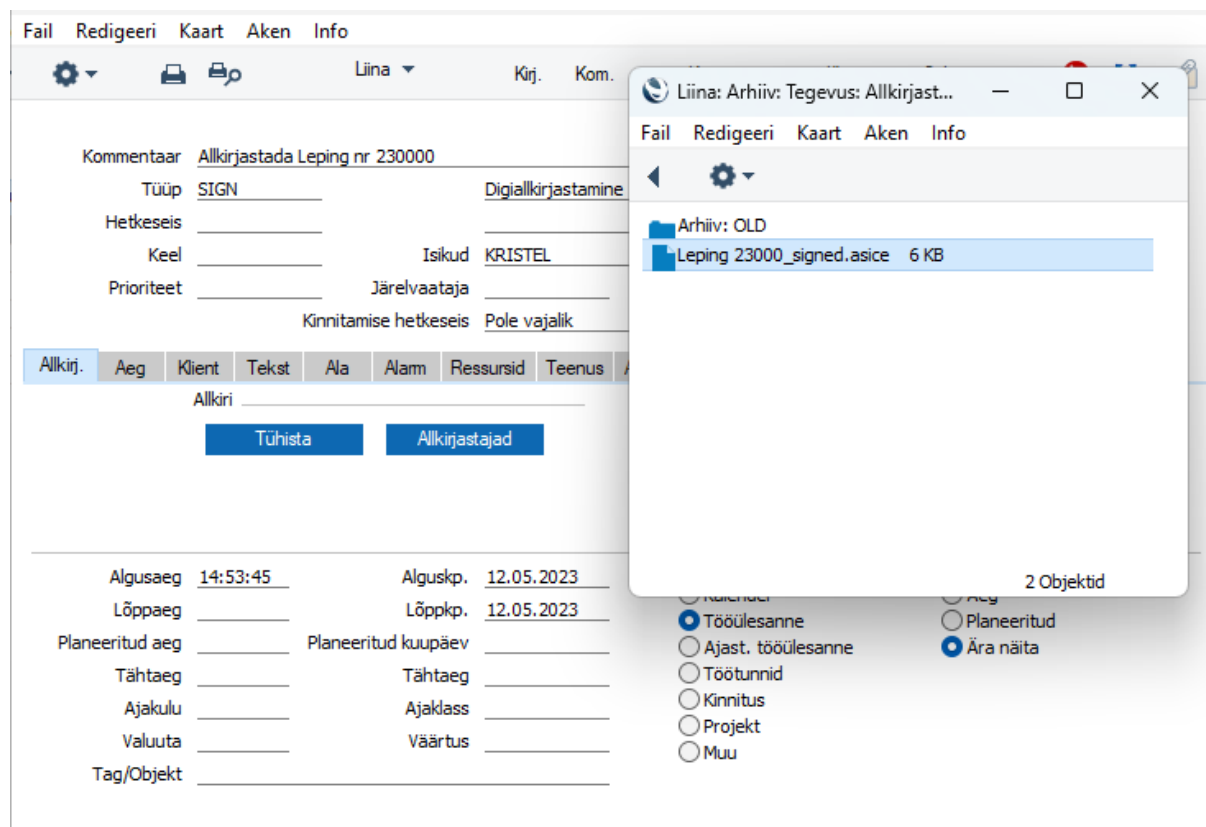 Fail Redigeeri Kaart Aken Info
Liina Kirj. Kom.
Kommentaar Allkirjastada Leping nr 230000
Tüüp SIGN Digiallkirjastamine
Hetkeseis
Keel Isikud KRISTEL
Prioriteet Järelvaataja
Kinnitamise hetkeseis Pole vajalik
Allkirj. Aeg Klient Tekst Ala Alarm Ressursid Teenus
Allkiri
Tühista Allkirjastajad
Liina: Arhiiv: Tegevus: Allkirjast...
Fail Redigeeri Kaart Aken Info
Arhiiv: OLD
Leping 23000_signed.asice 6 KB
2 Objektid
Algusaeg 14:53:45 Alguskp. 12.05.2023
Lõppaeg Lõppkp. 12.05.2023
Planeeritud aeg Planeeritud kuupäev
Tähtaeg Tähtaeg
Ajakulu Ajaklass
Valuuta Väärtus
Tag/Objekt
Kalender Aeg
Tööülesanne Planeeritud
Ajast. tööülesanne Ära näita
Töötunnid
Kinnitus
Projekt
Muu